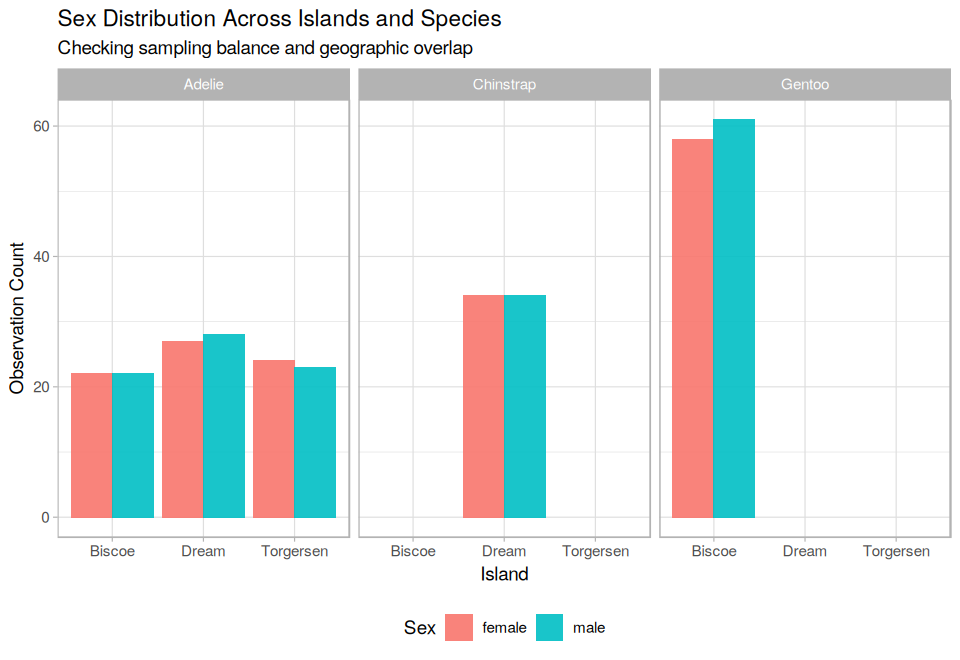 Sex Distribution Across Islands and Species
Checking sampling balance and geographic overlap
Adelie
Chinstrap
Gentoo
Observation Count
60
40
20
0
Biscoe Dream Torgersen
Biscoe Dream Torgersen
Biscoe Dream Torgersen
Island
Sex female male